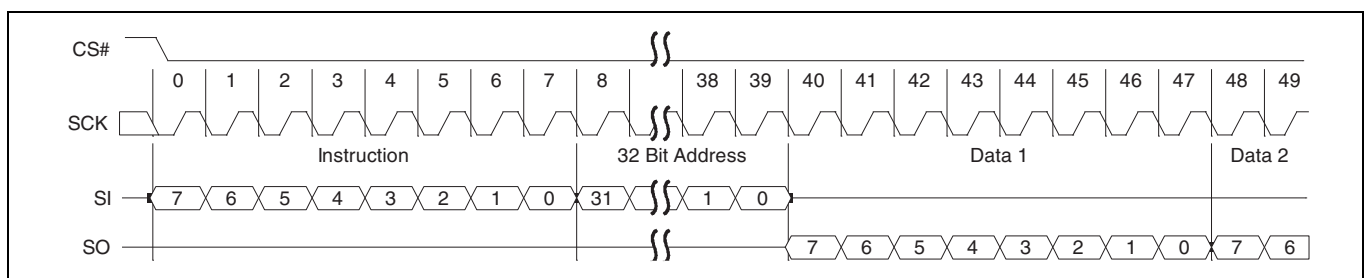 CS#
0 1 2 3 4 5 6 7 8 38 39 40 41 42 43 44 45 46 47 48 49
SCK
Instruction 32 Bit Address Data 1 Data 2
SI 7 6 5 4 3 2 1 0 31 1 0
SO 7 6 5 4 3 2 1 0 7 6